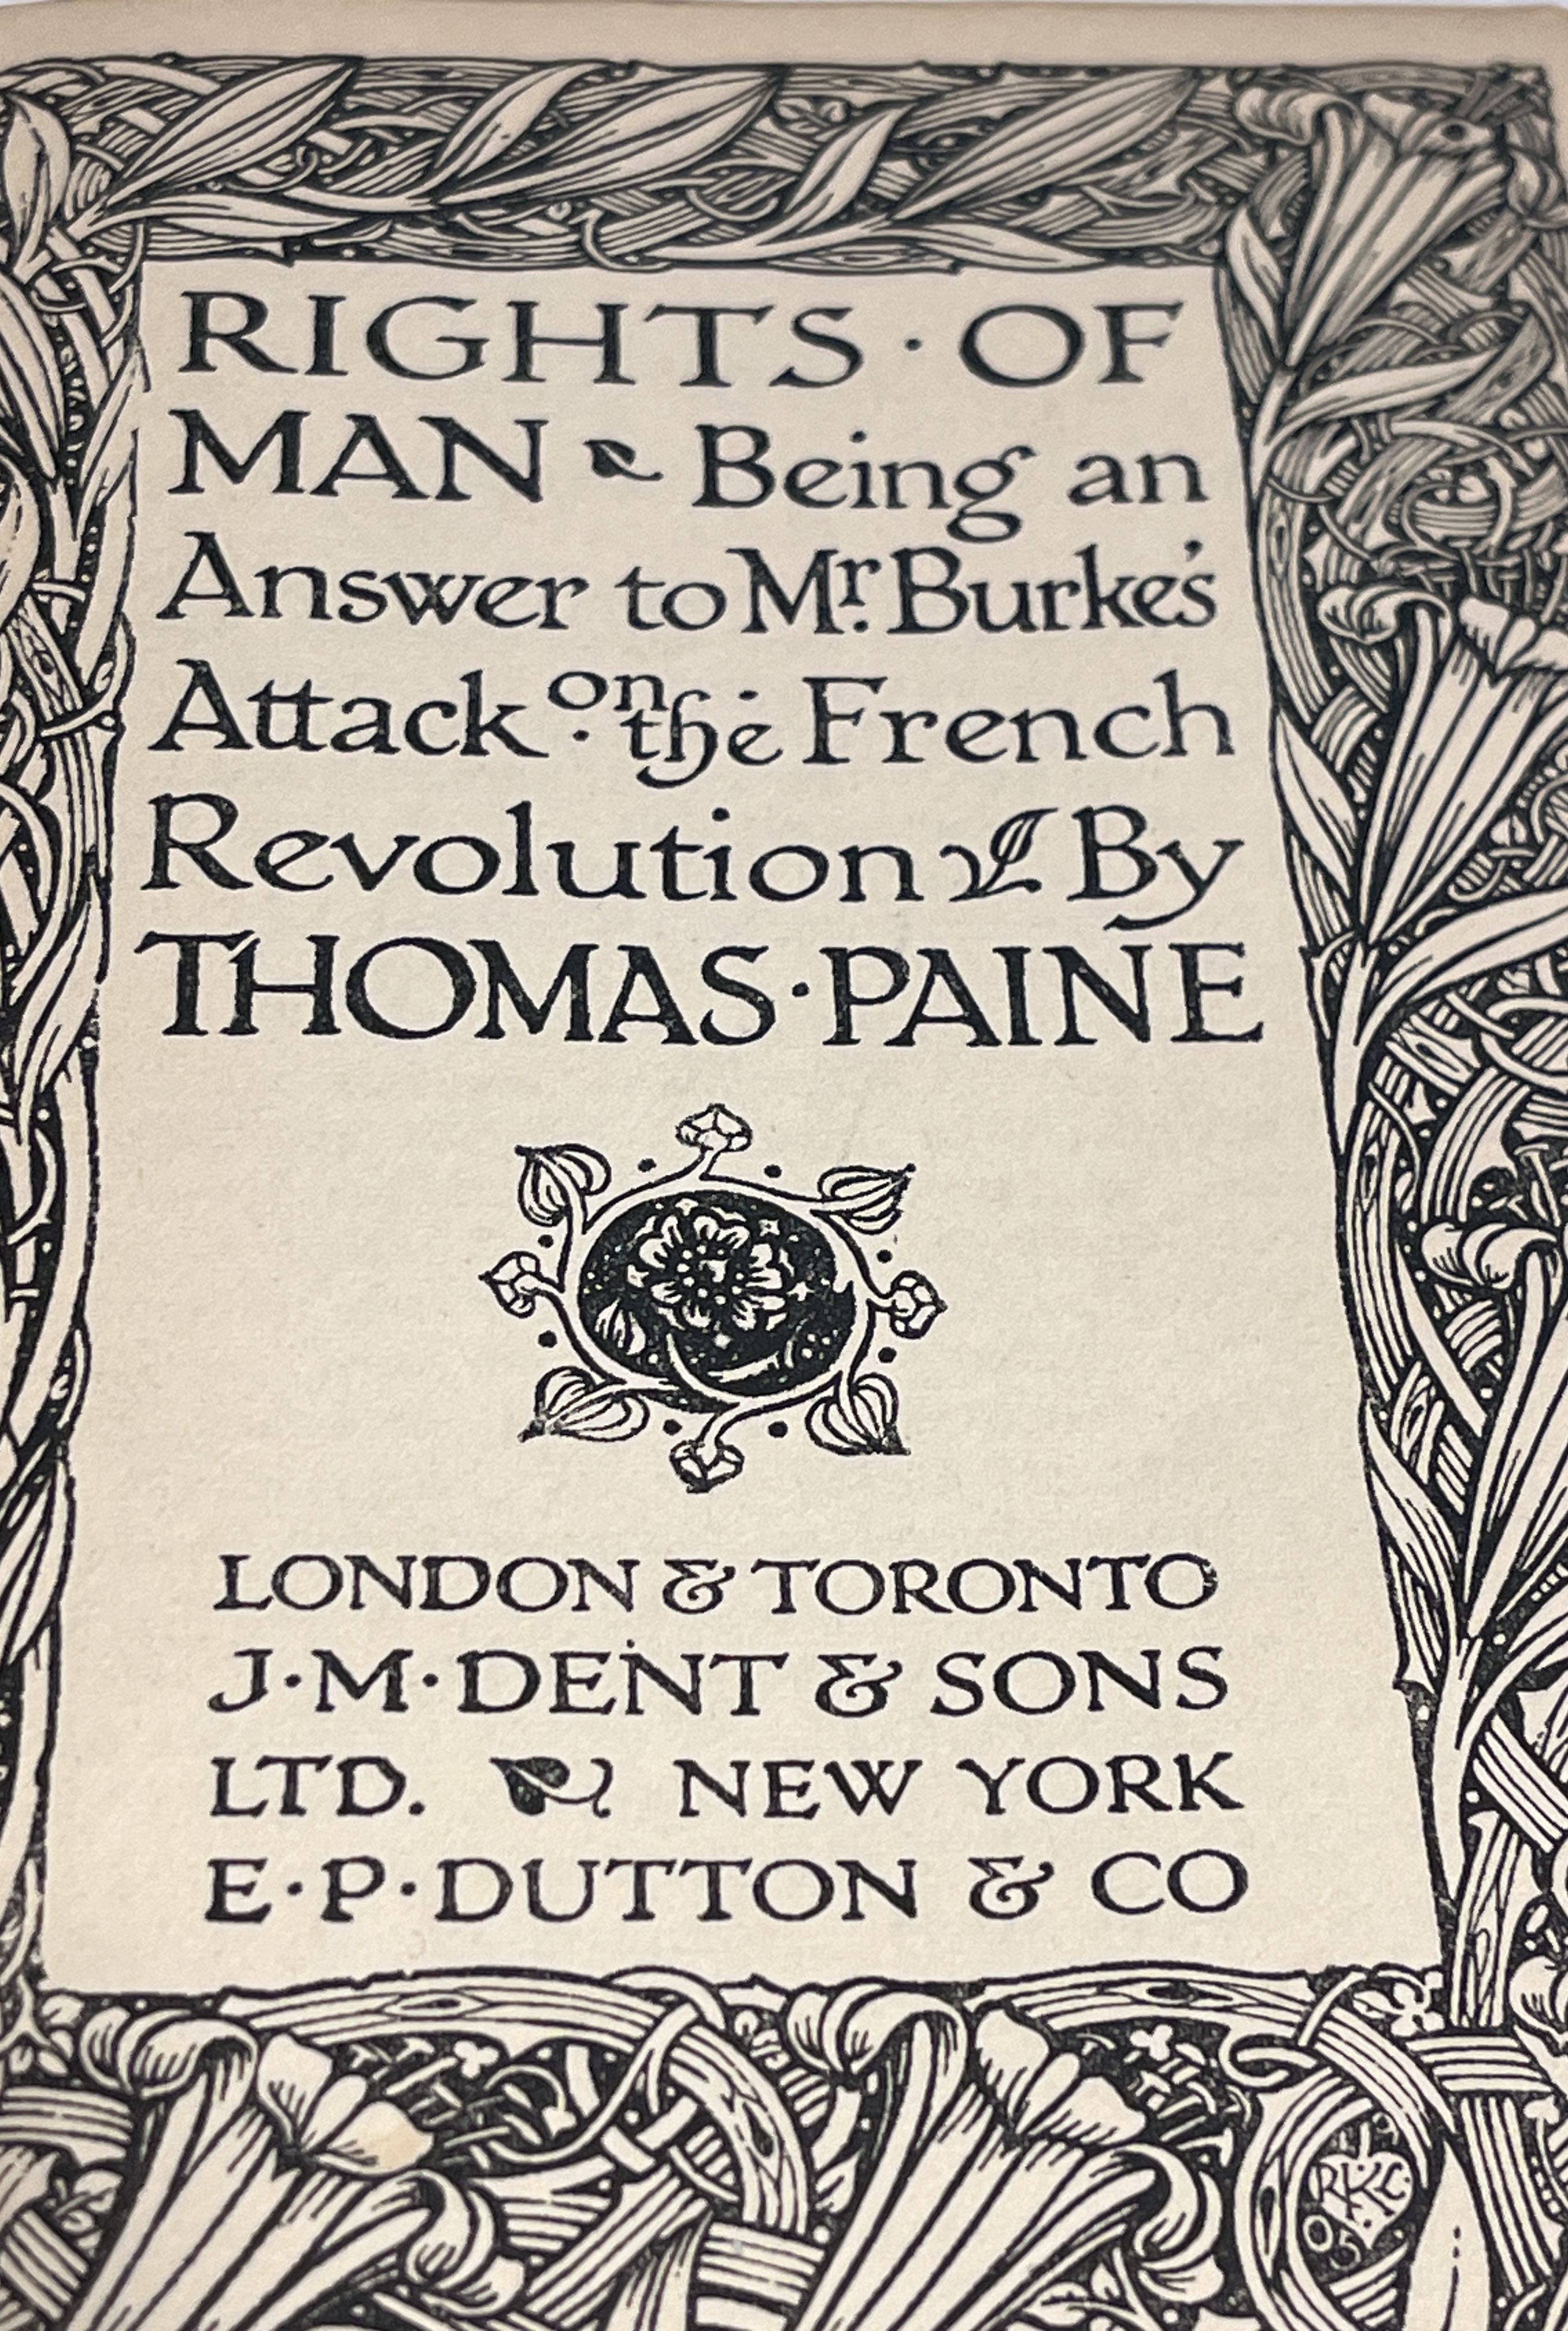 RIGHTS · OF
MAN Being an
Answer to Mr. Burke's
Attack on the French
Revolution By
THOMAS · PAINE
LONDON & TORONTO
J · M · DENT & SONS
LTD. NEW YORK
E · P · DUTTON & CO